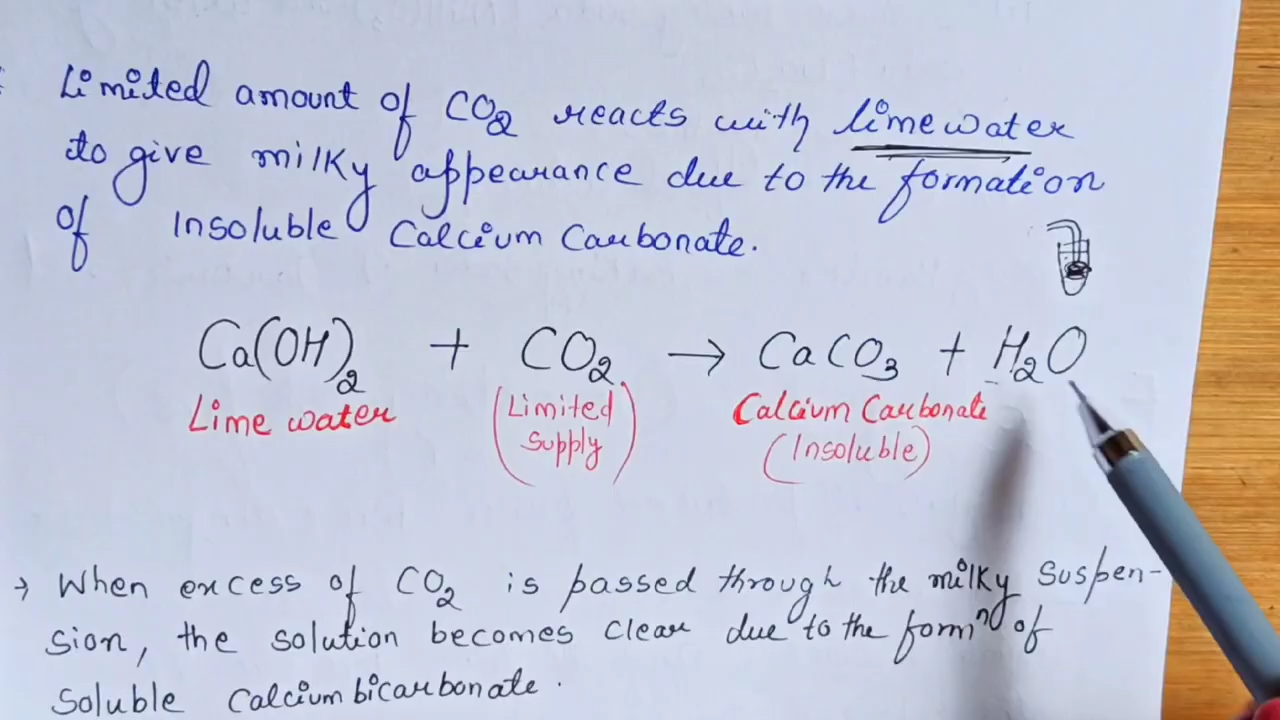 Limited amount of CO₂ reacts with limewater
to give milky appearance due to the formation
of Insoluble Calcium Carbonate.
Ca(OH)₂ + CO₂ → CaCO₃ + H₂O
Lime water (Limited Supply) Calcium Carbonate (Insoluble)
→ When excess of CO₂ is passed through the milky suspen-
sion, the solution becomes clear due to the formⁿ of
soluble Calcium bicarbonate.